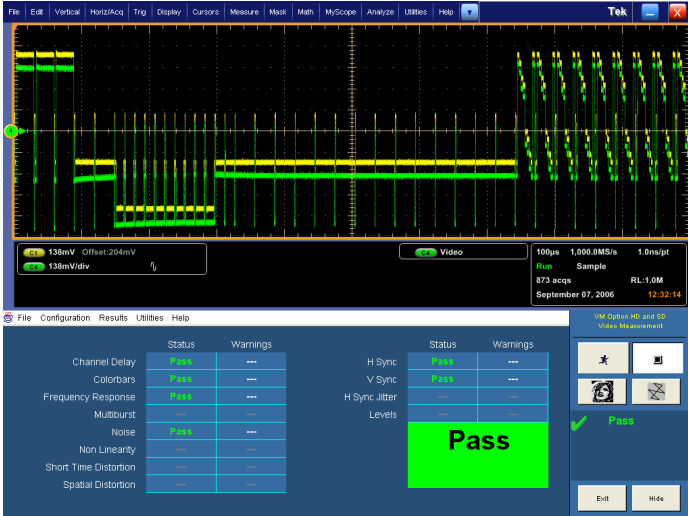 File Edit Vertical Horiz/Acq Trig Display Cursors Measure Mask Math MyScope Analyze Utilities Help Tek
4
C1 138mV Offset:204mV
C4 138mV/div
C4 Video
100µs 1,000.0MS/s 1.0ns/pt
Run Sample
873 acqs RL:1.0M
September 07, 2006 12:32:14
File Configuration Results Utilities Help
VM Option HD and SD
Video Measurement
Status Warnings Status Warnings
Channel Delay Pass --- H Sync Pass ---
Colorbars Pass --- V Sync Pass ---
Frequency Response Pass --- H Sync Jitter --- ---
Multiburst --- --- Levels --- ---
Noise Pass ---
Non Linearity --- ---
Short Time Distortion --- ---
Spatial Distortion --- ---
Pass
Pass
Exit Hide